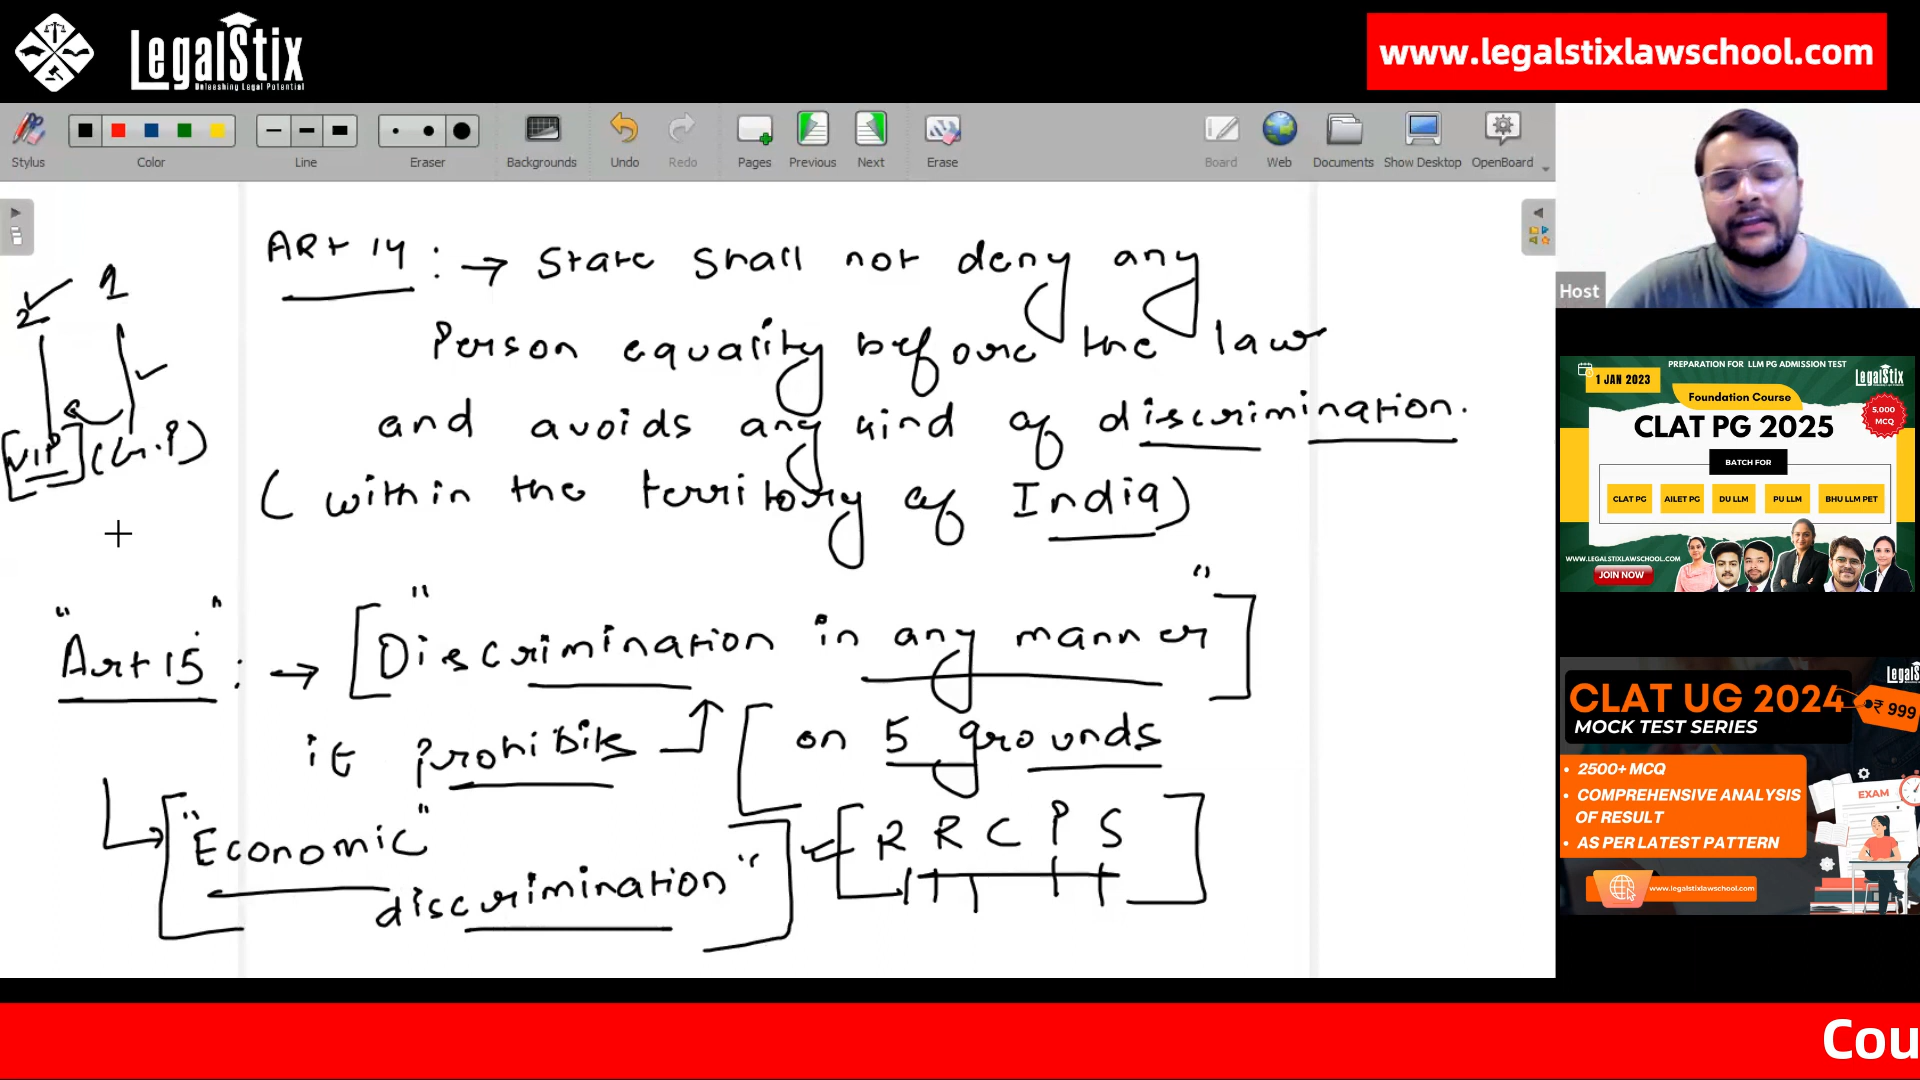 LegalStix
Unleashing Legal Potential
www.legalstixlawschool.com
Stylus
Color
Line
Eraser
Backgrounds
Undo
Redo
Pages
Previous
Next
Erase
Board
Web
Documents
Show Desktop
OpenBoard
ARt 14 : → State Shall not deny any
Person equality before the law
and avoids any kind of discrimination.
(within the territory of India)
2 1
[VIP] (Gn.P)
"Art 15" : → ["Discrimination in any manner"]
it prohibits
on 5 grounds
R R C P S
"Economic"
discrimination"
Host
PREPARATION FOR LLM PG ADMISSION TEST
1 JAN 2023
LegalStix
Foundation Course
CLAT PG 2025
5,000
MCQ
BATCH FOR
CLAT PG
AILET PG
DU LLM
PU LLM
BHU LLM PET
WWW.LEGALSTIXLAWSCHOOL.COM
JOIN NOW
LegalS
CLAT UG 2024
₹ 999
MOCK TEST SERIES
• 2500+ MCQ
• COMPREHENSIVE ANALYSIS
OF RESULT
• AS PER LATEST PATTERN
EXAM
www.legalstixlawschool.com
Cou